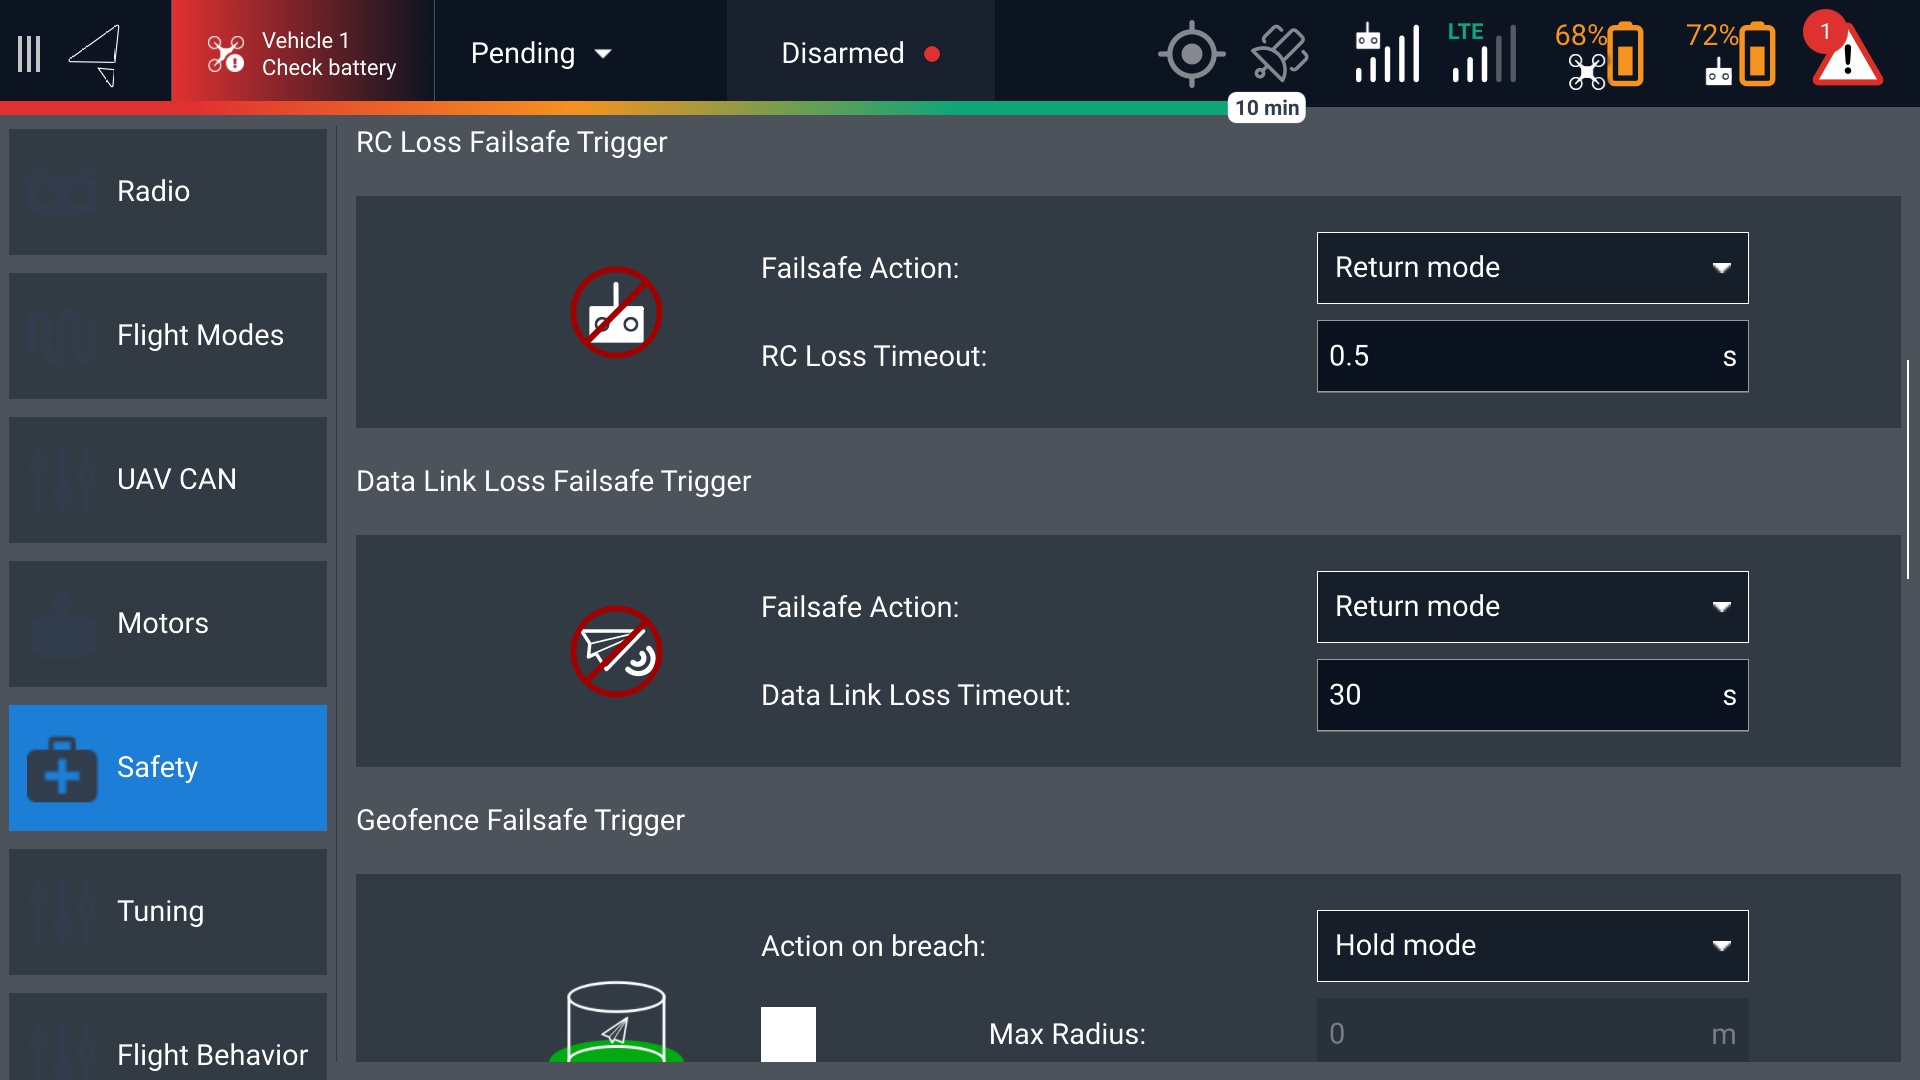 Vehicle 1
Check battery
Pending
Disarmed
LTE
68%
72%
1
10 min
Radio
Flight Modes
UAV CAN
Motors
Safety
Tuning
Flight Behavior
RC Loss Failsafe Trigger
Failsafe Action:
Return mode
RC Loss Timeout:
0.5 s
Data Link Loss Failsafe Trigger
Failsafe Action:
Return mode
Data Link Loss Timeout:
30 s
Geofence Failsafe Trigger
Action on breach:
Hold mode
Max Radius:
0 m